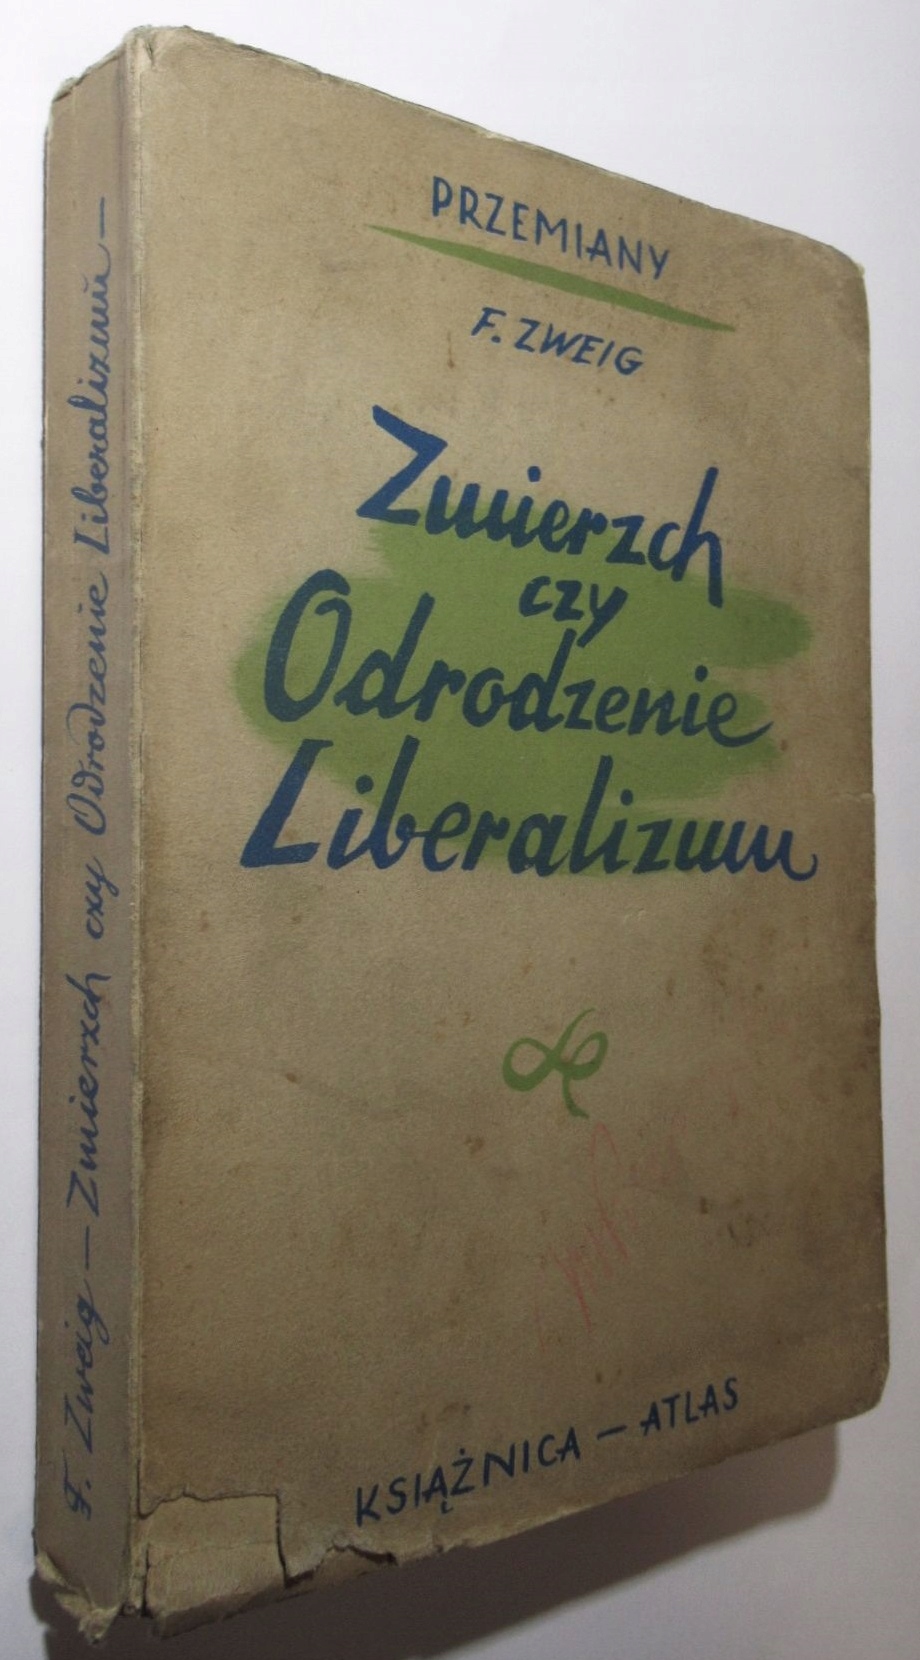 PRZEMIANY
F. ZWEIG
Zmierzch
czy
Odrodzenie
Liberalizmu
KSIĄŻNICA — ATLAS
F. Zweig — Zmierzch czy Odrodzenie Liberalizmu —